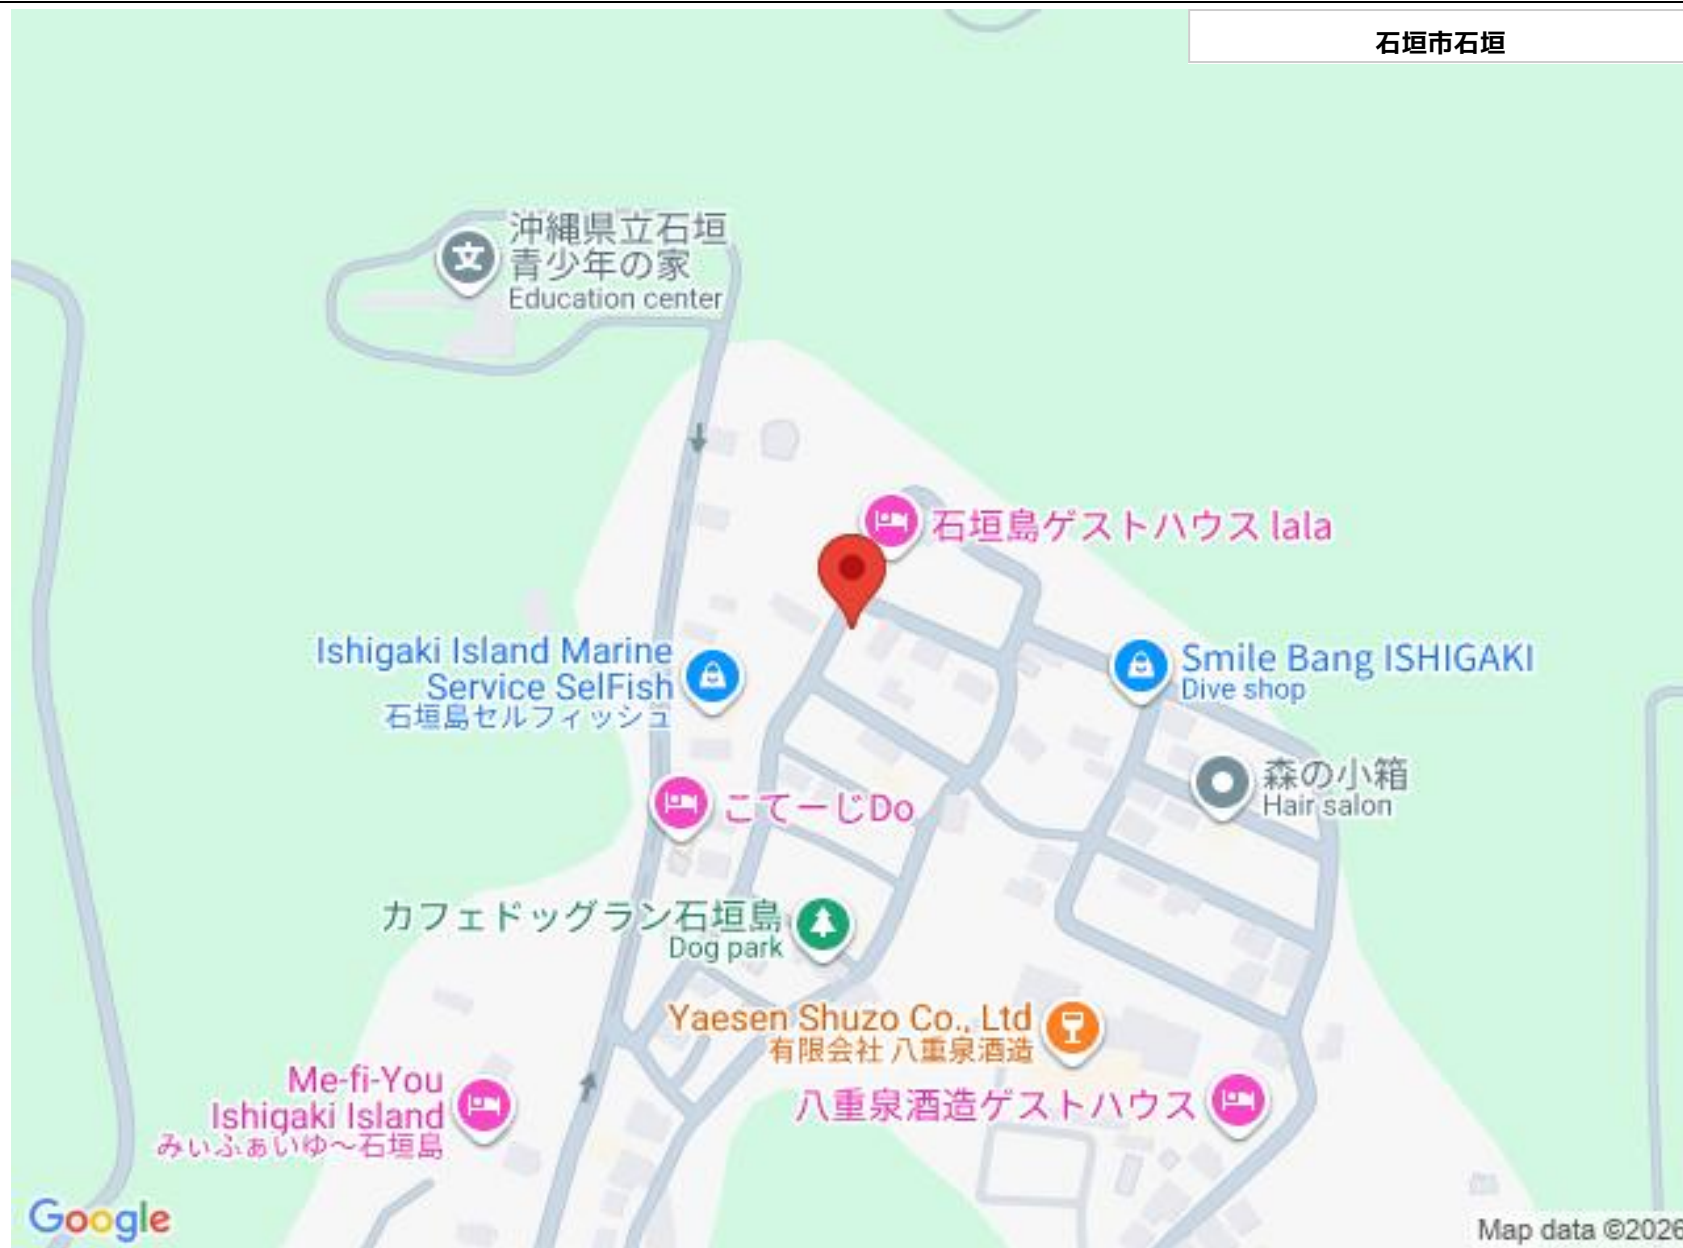 石垣市石垣
沖縄県立石垣
青少年の家
Education center
石垣島ゲストハウス lala
Ishigaki Island Marine
Service SelFish
石垣島セルフィッシュ
Smile Bang ISHIGAKI
Dive shop
森の小箱
Hair salon
こてーじDo
カフェドッグラン石垣島
Dog park
Yaesen Shuzo Co., Ltd
有限会社 八重泉酒造
Me-fi-You
Ishigaki Island
みぃふぁいゆ~石垣島
八重泉酒造ゲストハウス
Google
Map data ©2026